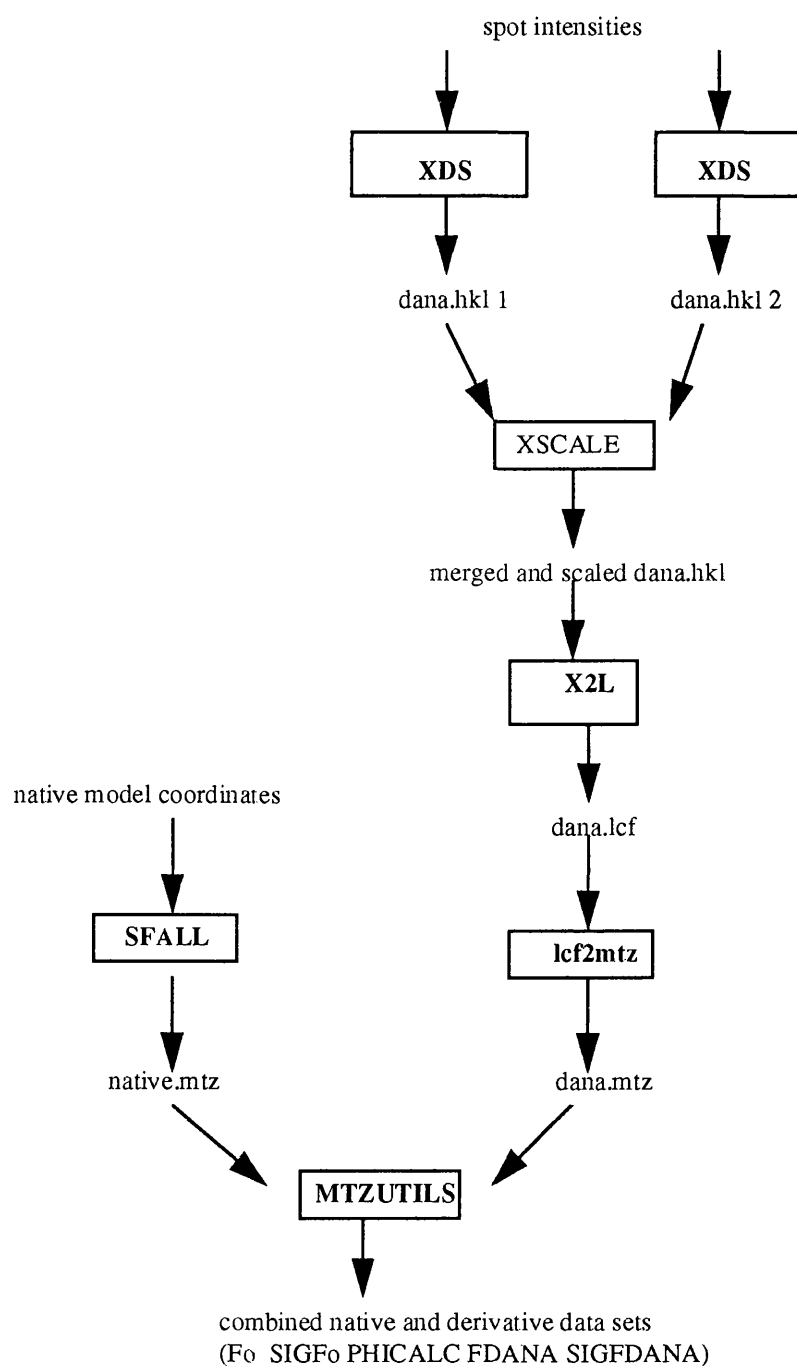 spot intensities
XDS
XDS
dana.hkl 1
dana.hkl 2
XSCALE
merged and scaled dana.hkl
X2L
native model coordinates
dana.lcf
SFALL
lcf2mtz
native.mtz
dana.mtz
MTZUTILS
combined native and derivative data sets
(Fo SIGFo PHICALC FDANA SIGFDANA)